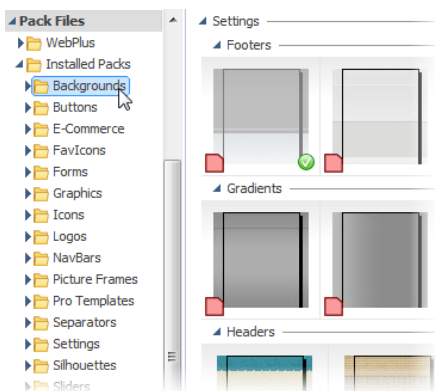 Pack Files
WebPlus
Installed Packs
Backgrounds
Buttons
E-Commerce
FavIcons
Forms
Graphics
Icons
Logos
NavBars
Picture Frames
Pro Templates
Separators
Settings
Silhouettes
Sliders
Settings
Footers
Gradients
Headers